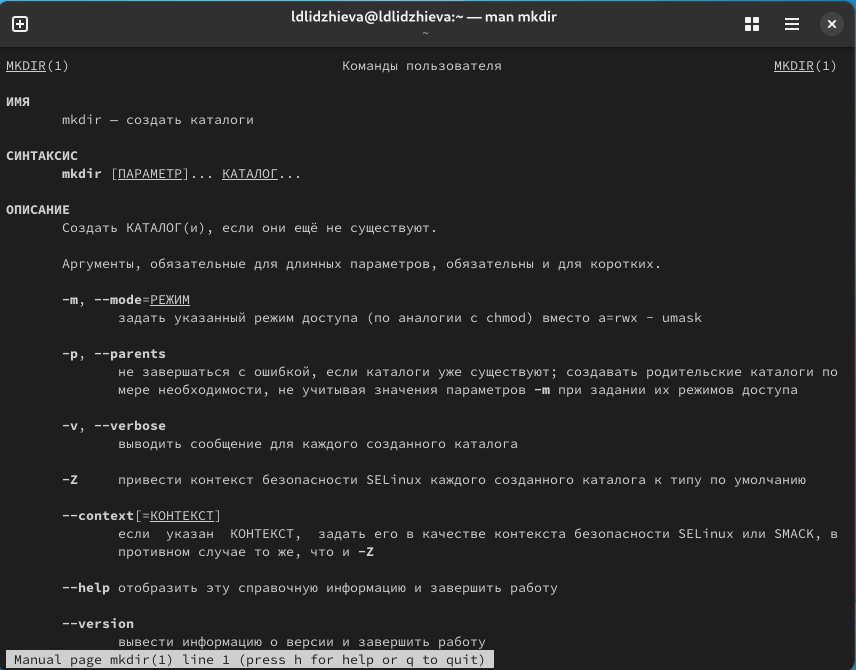 ldlidzhieva@ldlidzhieva:~ — man mkdir
~
MKDIR(1) Команды пользователя MKDIR(1)
ИМЯ
mkdir — создать каталоги
СИНТАКСИС
mkdir [ПАРАМЕТР]... КАТАЛОГ...
ОПИСАНИЕ
Создать КАТАЛОГ(и), если они ещё не существуют.
Аргументы, обязательные для длинных параметров, обязательны и для коротких.
-m, --mode=РЕЖИМ
задать указанный режим доступа (по аналогии с chmod) вместо a=rwx - umask
-p, --parents
не завершаться с ошибкой, если каталоги уже существуют; создавать родительские каталоги по
мере необходимости, не учитывая значения параметров -m при задании их режимов доступа
-v, --verbose
выводить сообщение для каждого созданного каталога
-Z привести контекст безопасности SELinux каждого созданного каталога к типу по умолчанию
--context[=КОНТЕКСТ]
если указан КОНТЕКСТ, задать его в качестве контекста безопасности SELinux или SMACK, в
противном случае то же, что и -Z
--help отобразить эту справочную информацию и завершить работу
--version
вывести информацию о версии и завершить работу
Manual page mkdir(1) line 1 (press h for help or q to quit)